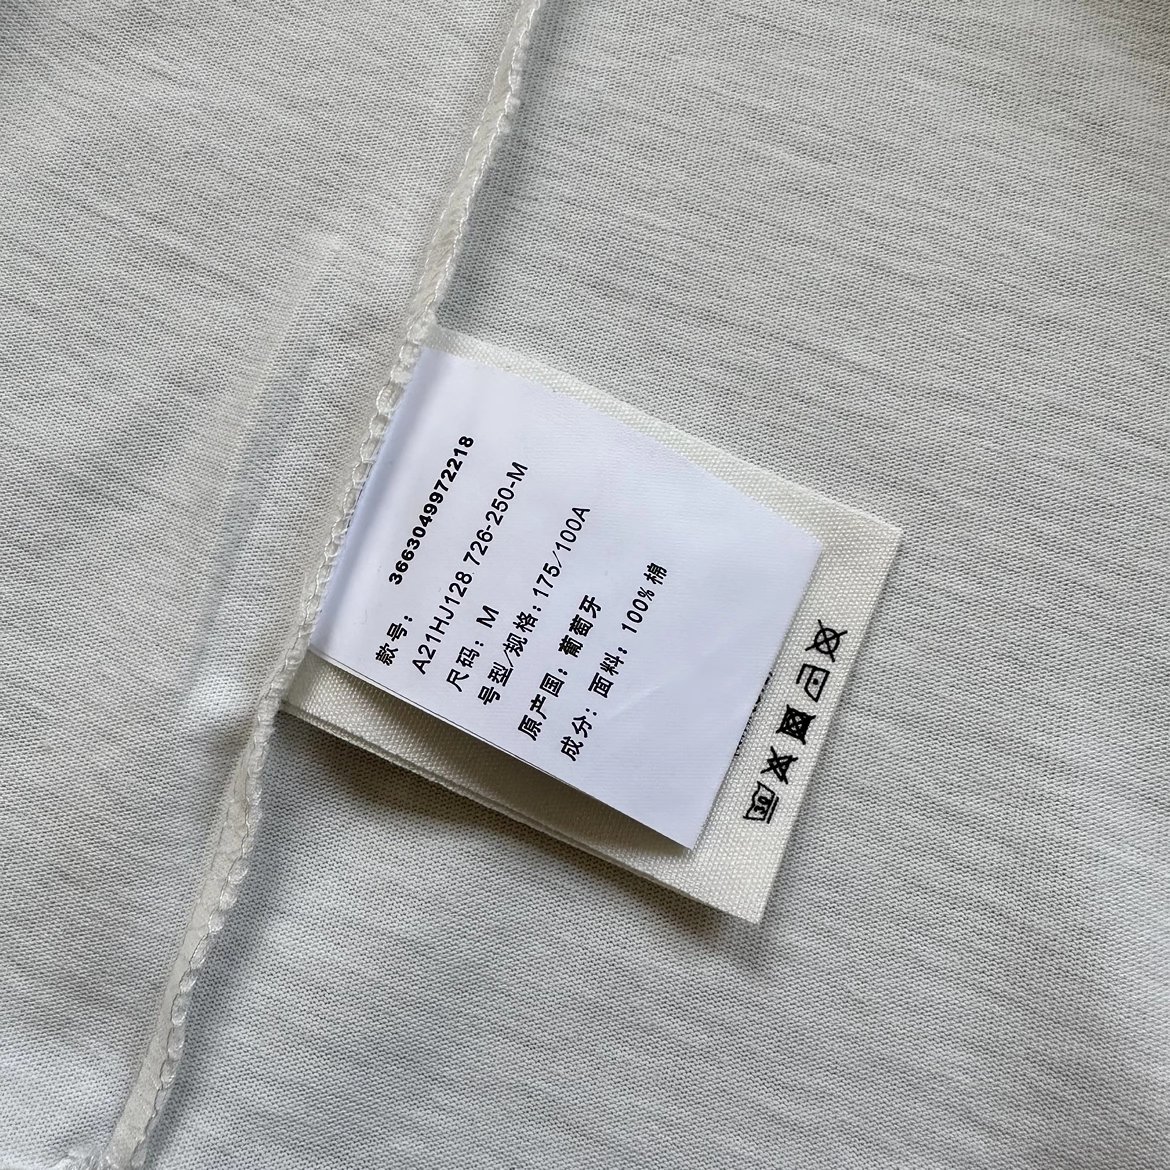 3663049972218
款号:
A21HJ128 726-250-M
尺码: M
号型/规格: 175/100A
原产国: 葡萄牙
成分: 面料: 100% 棉
30